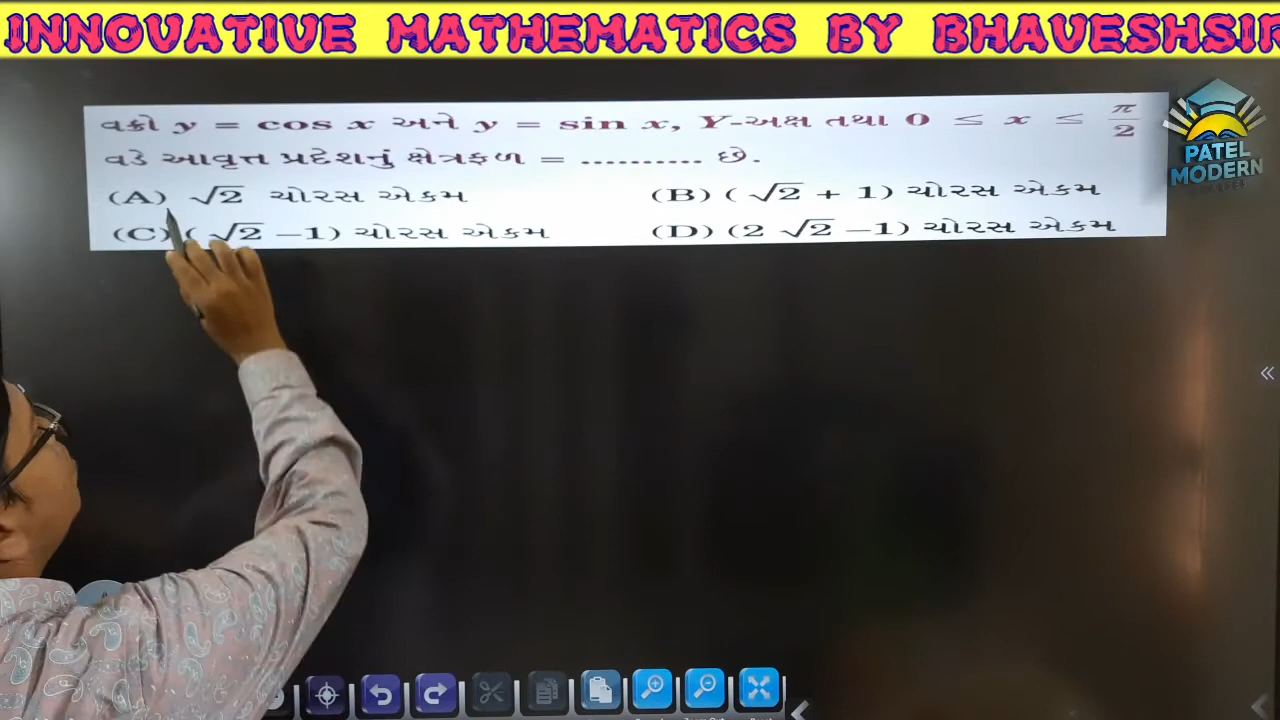 INNOVATIVE MATHEMATICS BY BHAVESHSIR
વક્રો y = cos x અને y = sin x, Y-અક્ષ તથા 0 ≤ x ≤ π/2
વડે આવૃત્ત પ્રદેશનું ક્ષેત્રફળ = ........... છે.
(A) √2 ચોરસ એકમ (B) (√2 + 1) ચોરસ એકમ
(C) (√2 −1) ચોરસ એકમ (D) (2 √2 −1) ચોરસ એકમ
PATEL
MODERN